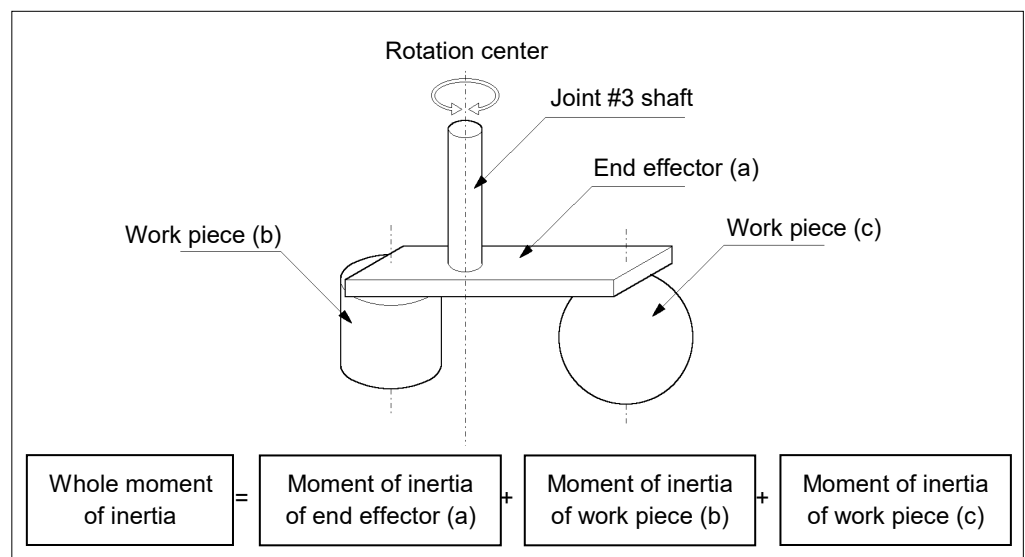 Rotation center
Joint #3 shaft
End effector (a)
Work piece (b)
Work piece (c)
Whole moment
of inertia
=
Moment of inertia
of end effector (a)
+
Moment of inertia
of work piece (b)
+
Moment of inertia
of work piece (c)